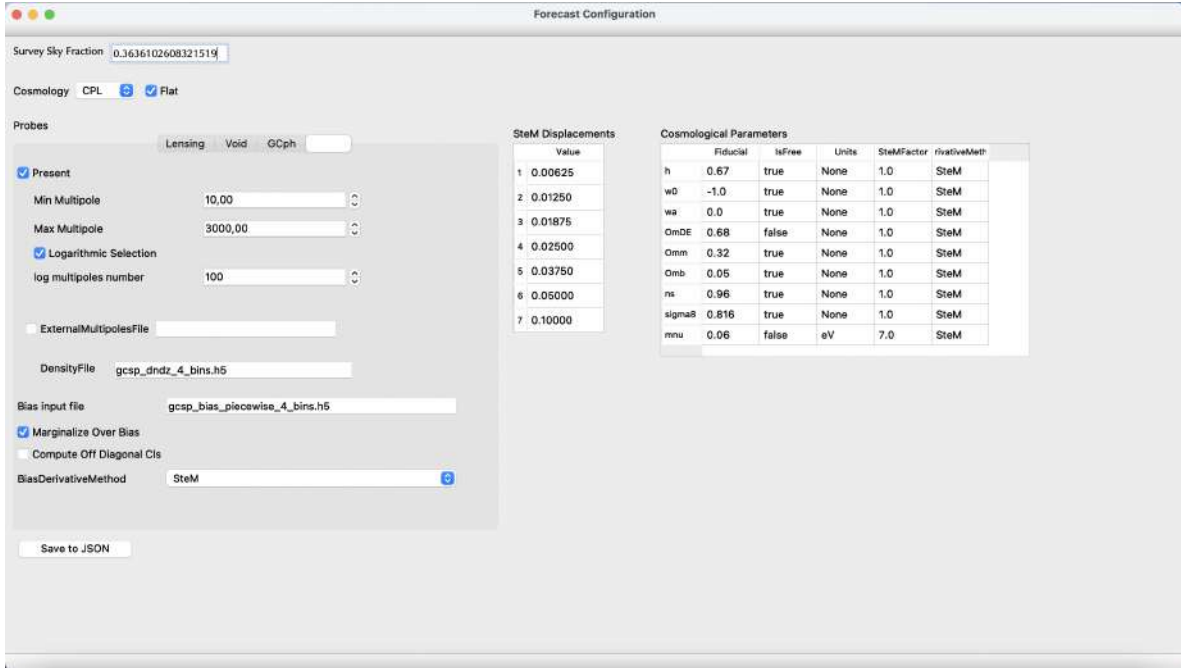 Forecast Configuration
Survey Sky Fraction 0.3636102608321519
Cosmology CPL Flat
Probes
Lensing Void GCph
Present
Min Multipole 10,00
Max Multipole 3000,00
Logarithmic Selection
log multipoles number 100
ExternalMultipolesFile
DensityFile gcsp_dndz_4_bins.h5
Bias input file gcsp_bias_piecewise_4_bins.h5
Marginalize Over Bias
Compute Off Diagonal Cls
BiasDerivativeMethod SteM
Save to JSON
SteM Displacements
Value
1 0.00625
2 0.01250
3 0.01875
4 0.02500
5 0.03750
6 0.05000
7 0.10000
Cosmological Parameters
Fiducial IsFree Units SteMFactor rivativeMeth
h 0.67 true None 1.0 SteM
w0 -1.0 true None 1.0 SteM
wa 0.0 true None 1.0 SteM
OmDE 0.68 false None 1.0 SteM
Omm 0.32 true None 1.0 SteM
Omb 0.05 true None 1.0 SteM
ns 0.96 true None 1.0 SteM
sigma8 0.816 true None 1.0 SteM
mnu 0.06 false eV 7.0 SteM